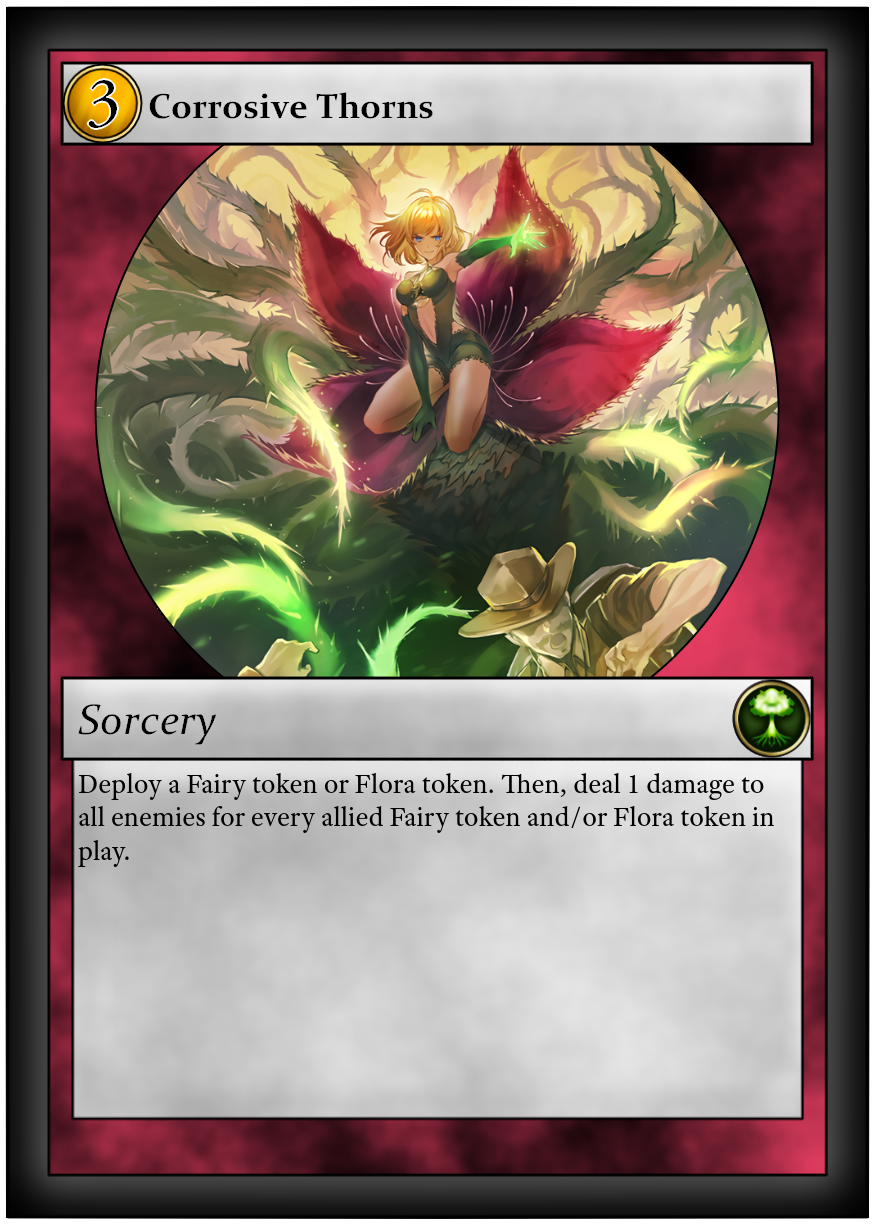 3 Corrosive Thorns
Sorcery
Deploy a Fairy token or Flora token. Then, deal 1 damage to
all enemies for every allied Fairy token and/or Flora token in
play.